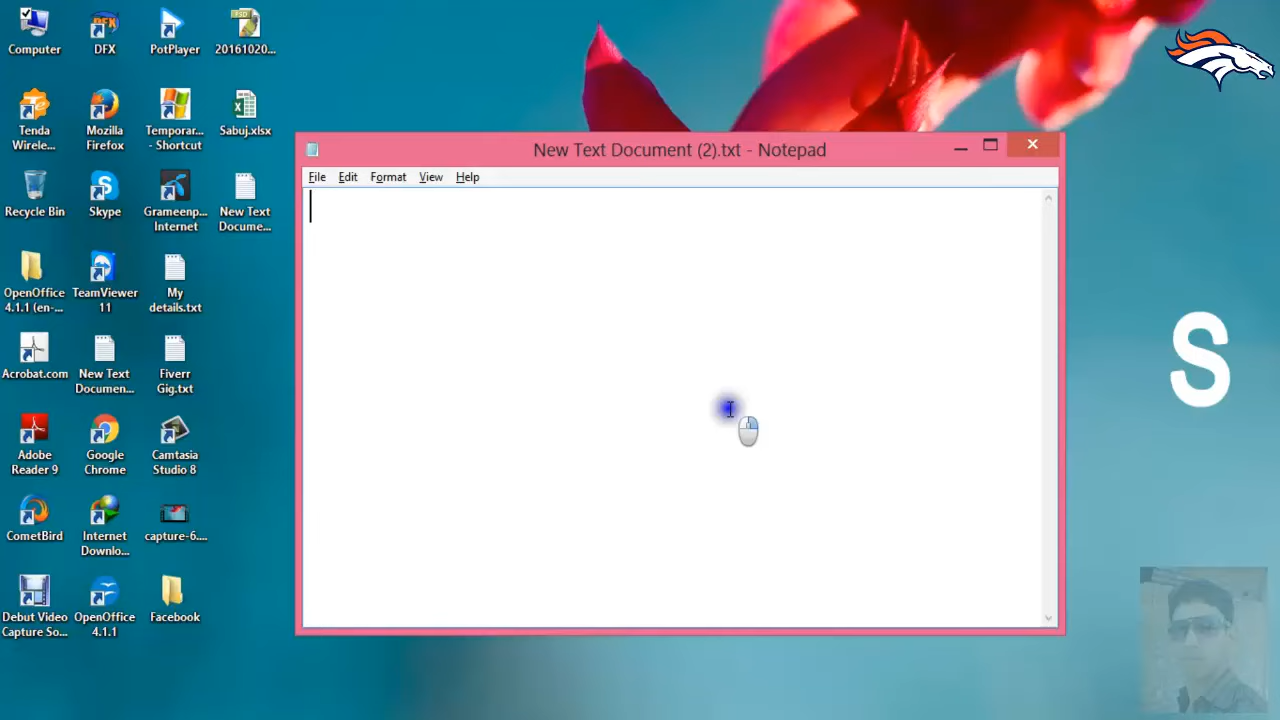 Computer
DFX
PotPlayer
20161020...
Tenda
Wirele...
Mozilla
Firefox
Temporar...
- Shortcut
Sabuj.xlsx
Recycle Bin
Skype
Grameenp...
Internet
New Text
Docume...
OpenOffice
4.1.1 (en-...
TeamViewer
11
My
details.txt
Acrobat.com
New Text
Documen...
Fiverr
Gig.txt
Adobe
Reader 9
Google
Chrome
Camtasia
Studio 8
CometBird
Internet
Downlo...
capture-6....
Debut Video
Capture So...
OpenOffice
4.1.1
Facebook
New Text Document (2).txt - Notepad
File Edit Format View Help
S